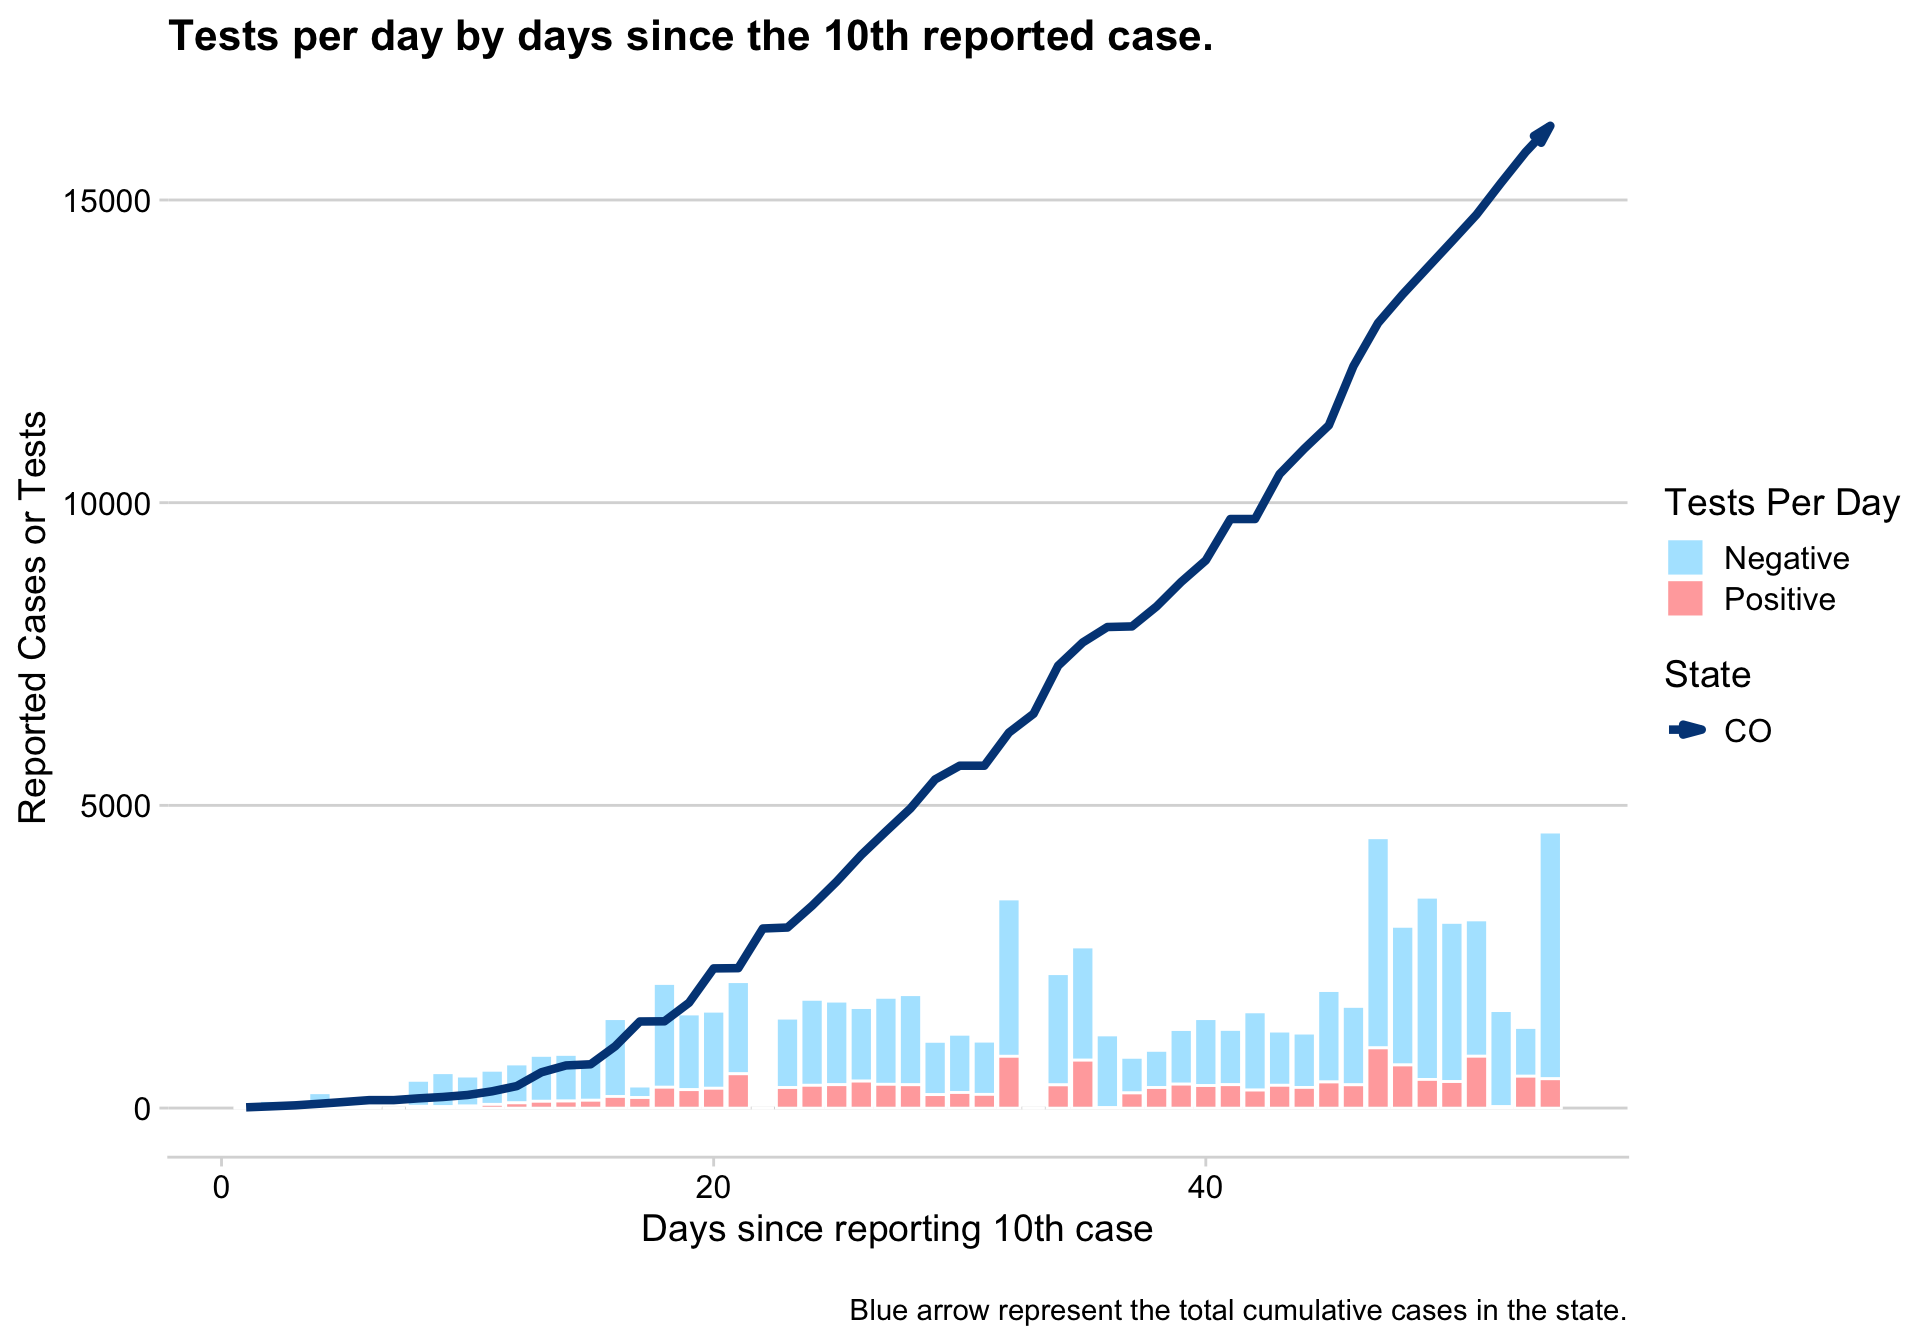 Tests per day by days since the 10th reported case.
15000
10000
5000
0
Reported Cases or Tests
0
20
40
Days since reporting 10th case
Tests Per Day
Negative
Positive
State
CO
Blue arrow represent the total cumulative cases in the state.